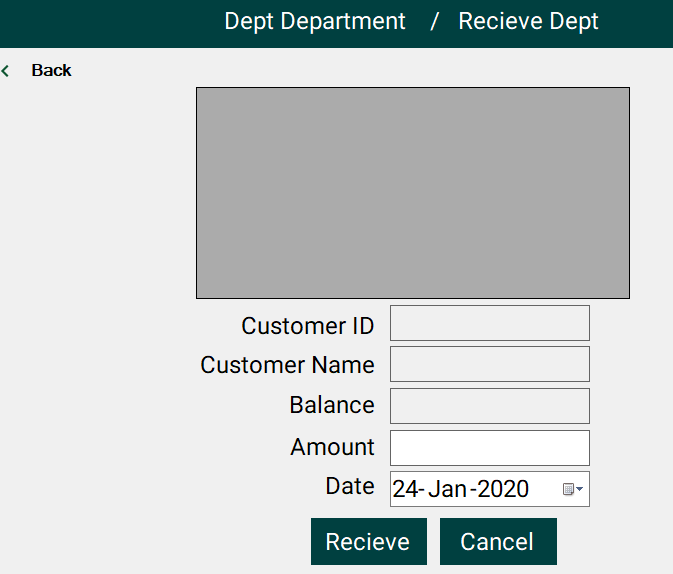 Dept Department / Recieve Dept
Back
Customer ID
Customer Name
Balance
Amount
Date 24-Jan-2020
Recieve Cancel